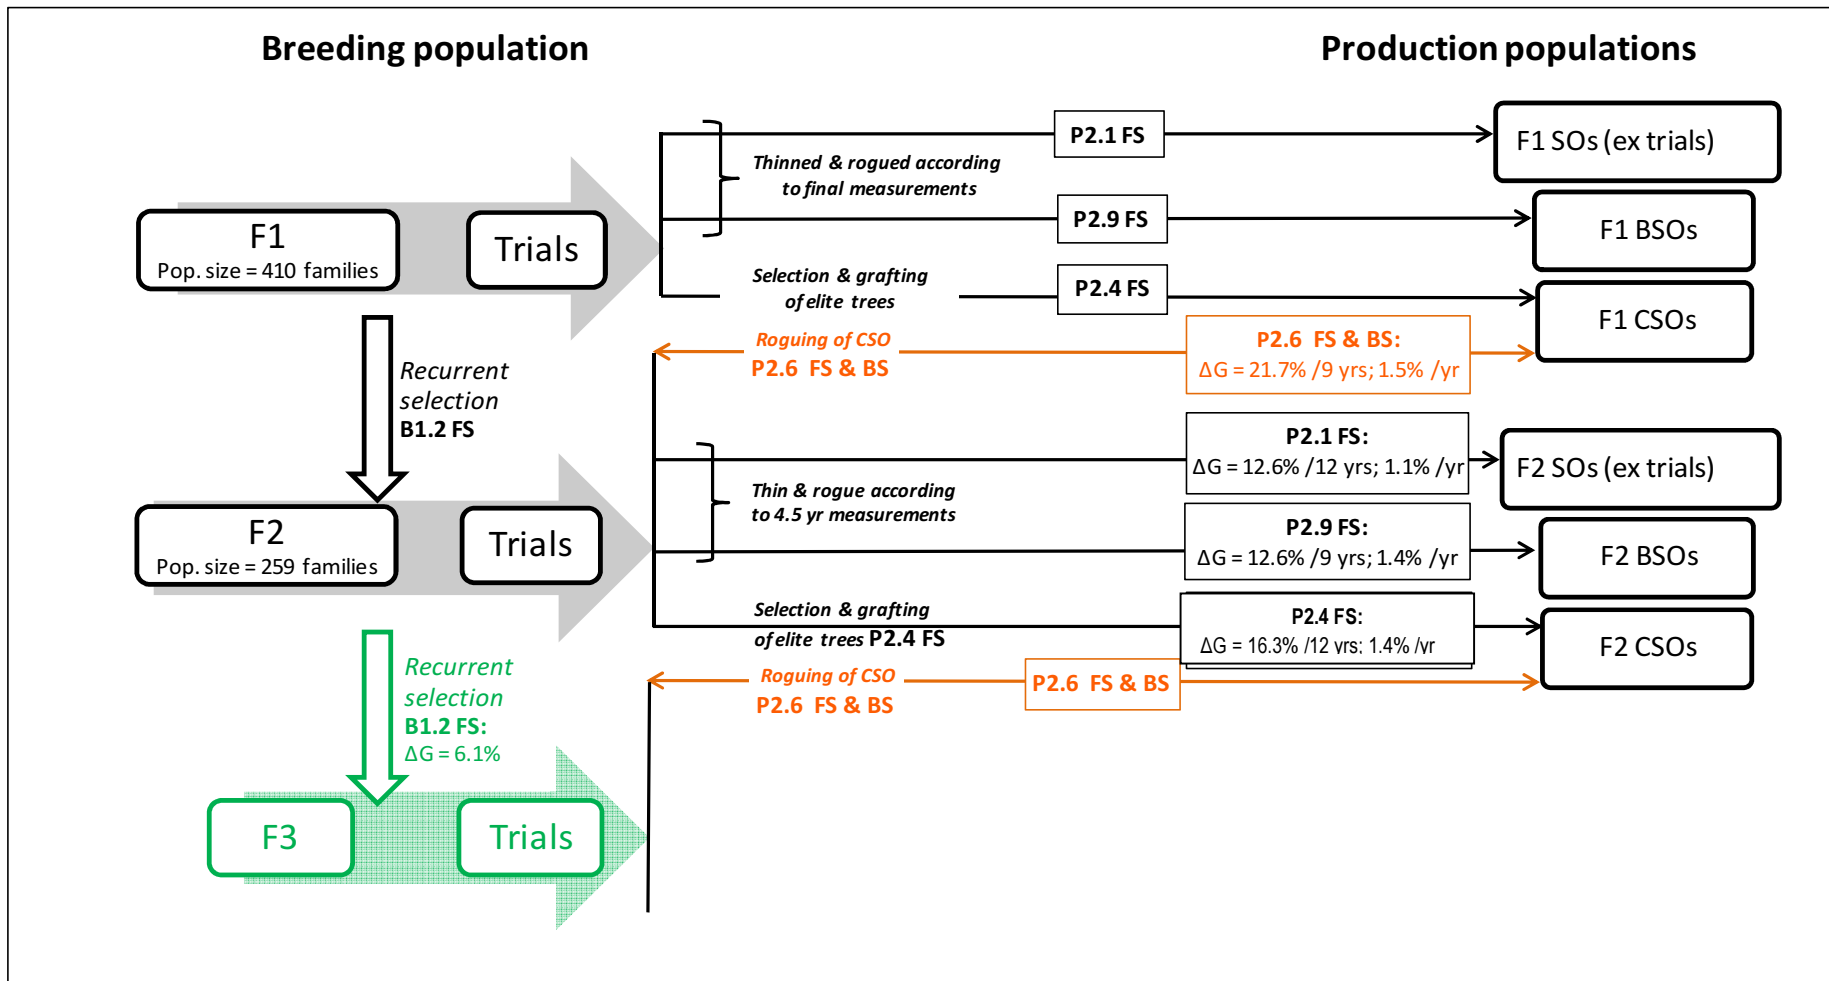 Breeding population
Production populations
P2.1 FS
F1 SOs (ex trials)
Thinned & rogued according
to final measurements
F1
Pop. size = 410 families
Trials
P2.9 FS
F1 BSOs
Selection & grafting
of elite trees
P2.4 FS
F1 CSOs
Roguing of CSO
P2.6 FS & BS
P2.6 FS & BS:
ΔG = 21.7% /9 yrs; 1.5% /yr
Recurrent
selection
B1.2 FS
P2.1 FS:
ΔG = 12.6% /12 yrs; 1.1% /yr
F2 SOs (ex trials)
Thin & rogue according
to 4.5 yr measurements
F2
Pop. size = 259 families
Trials
P2.9 FS:
ΔG = 12.6% /9 yrs; 1.4% /yr
F2 BSOs
Selection & grafting
of elite trees P2.4 FS
P2.4 FS:
ΔG = 16.3% /12 yrs; 1.4% /yr
F2 CSOs
Roguing of CSO
P2.6 FS & BS
P2.6 FS & BS
Recurrent
selection
B1.2 FS:
ΔG = 6.1%
F3
Trials